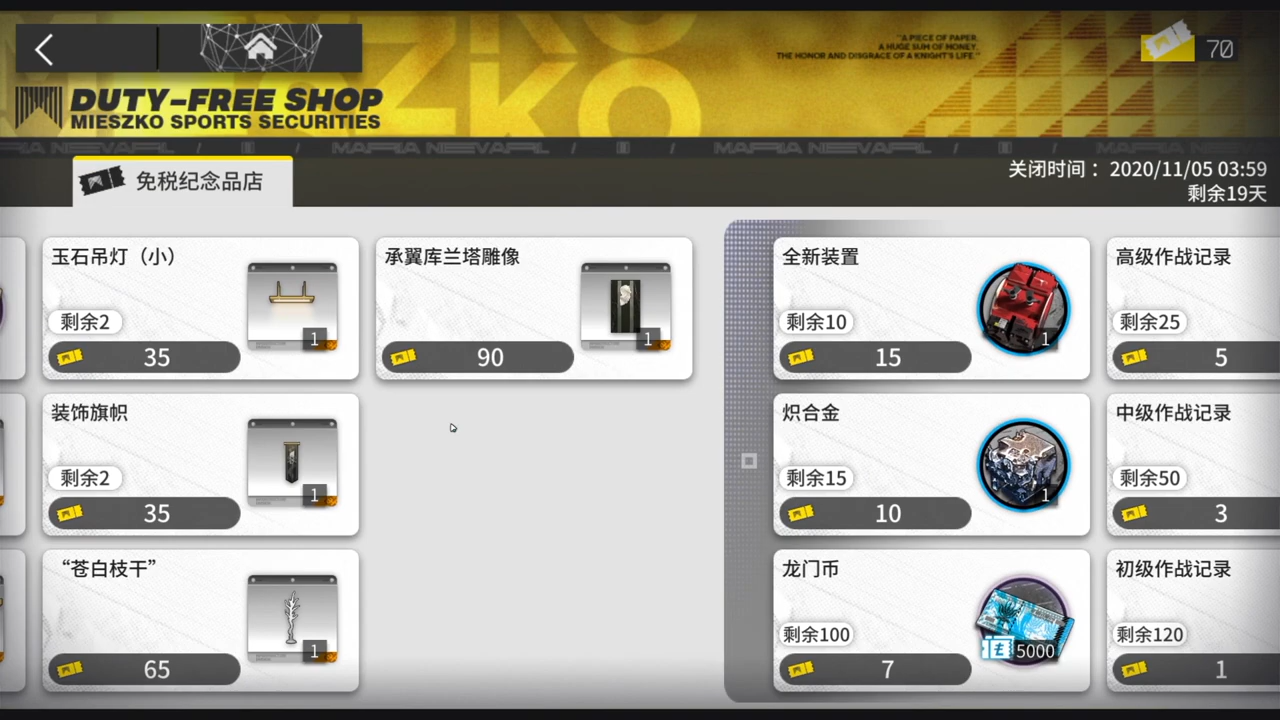 "A PIECE OF PAPER,
A HUGE SUM OF MONEY,
THE HONOR AND DISGRACE OF A KNIGHT'S LIFE."
70
DUTY-FREE SHOP
MIESZKO SPORTS SECURITIES
免税纪念品店
关闭时间：2020/11/05 03:59
剩余19天
玉石吊灯（小）
剩余2
1
35
承翼库兰塔雕像
1
90
全新装置
剩余10
1
15
高级作战记录
剩余25
5
装饰旗帜
剩余2
1
35
炽合金
剩余15
1
10
中级作战记录
剩余50
3
“苍白枝干”
1
65
龙门币
剩余100
5000
7
初级作战记录
剩余120
1